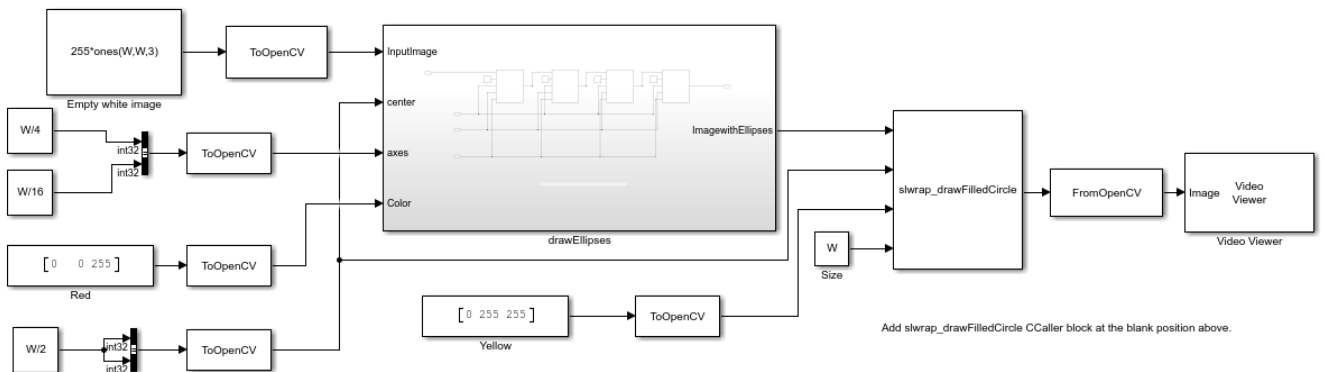 255*ones(W,W,3)
Empty white image
ToOpenCV
InputImage
center
axes
Color
ImagewithEllipses
drawEllipses
W/4
int32
int32
W/16
ToOpenCV
[0 0 255]
Red
ToOpenCV
W/2
int32
int32
ToOpenCV
[0 255 255]
Yellow
ToOpenCV
W
Size
slwrap_drawFilledCircle
FromOpenCV
Image
Video
Viewer
Video Viewer
Add slwrap_drawFilledCircle CCaller block at the blank position above.